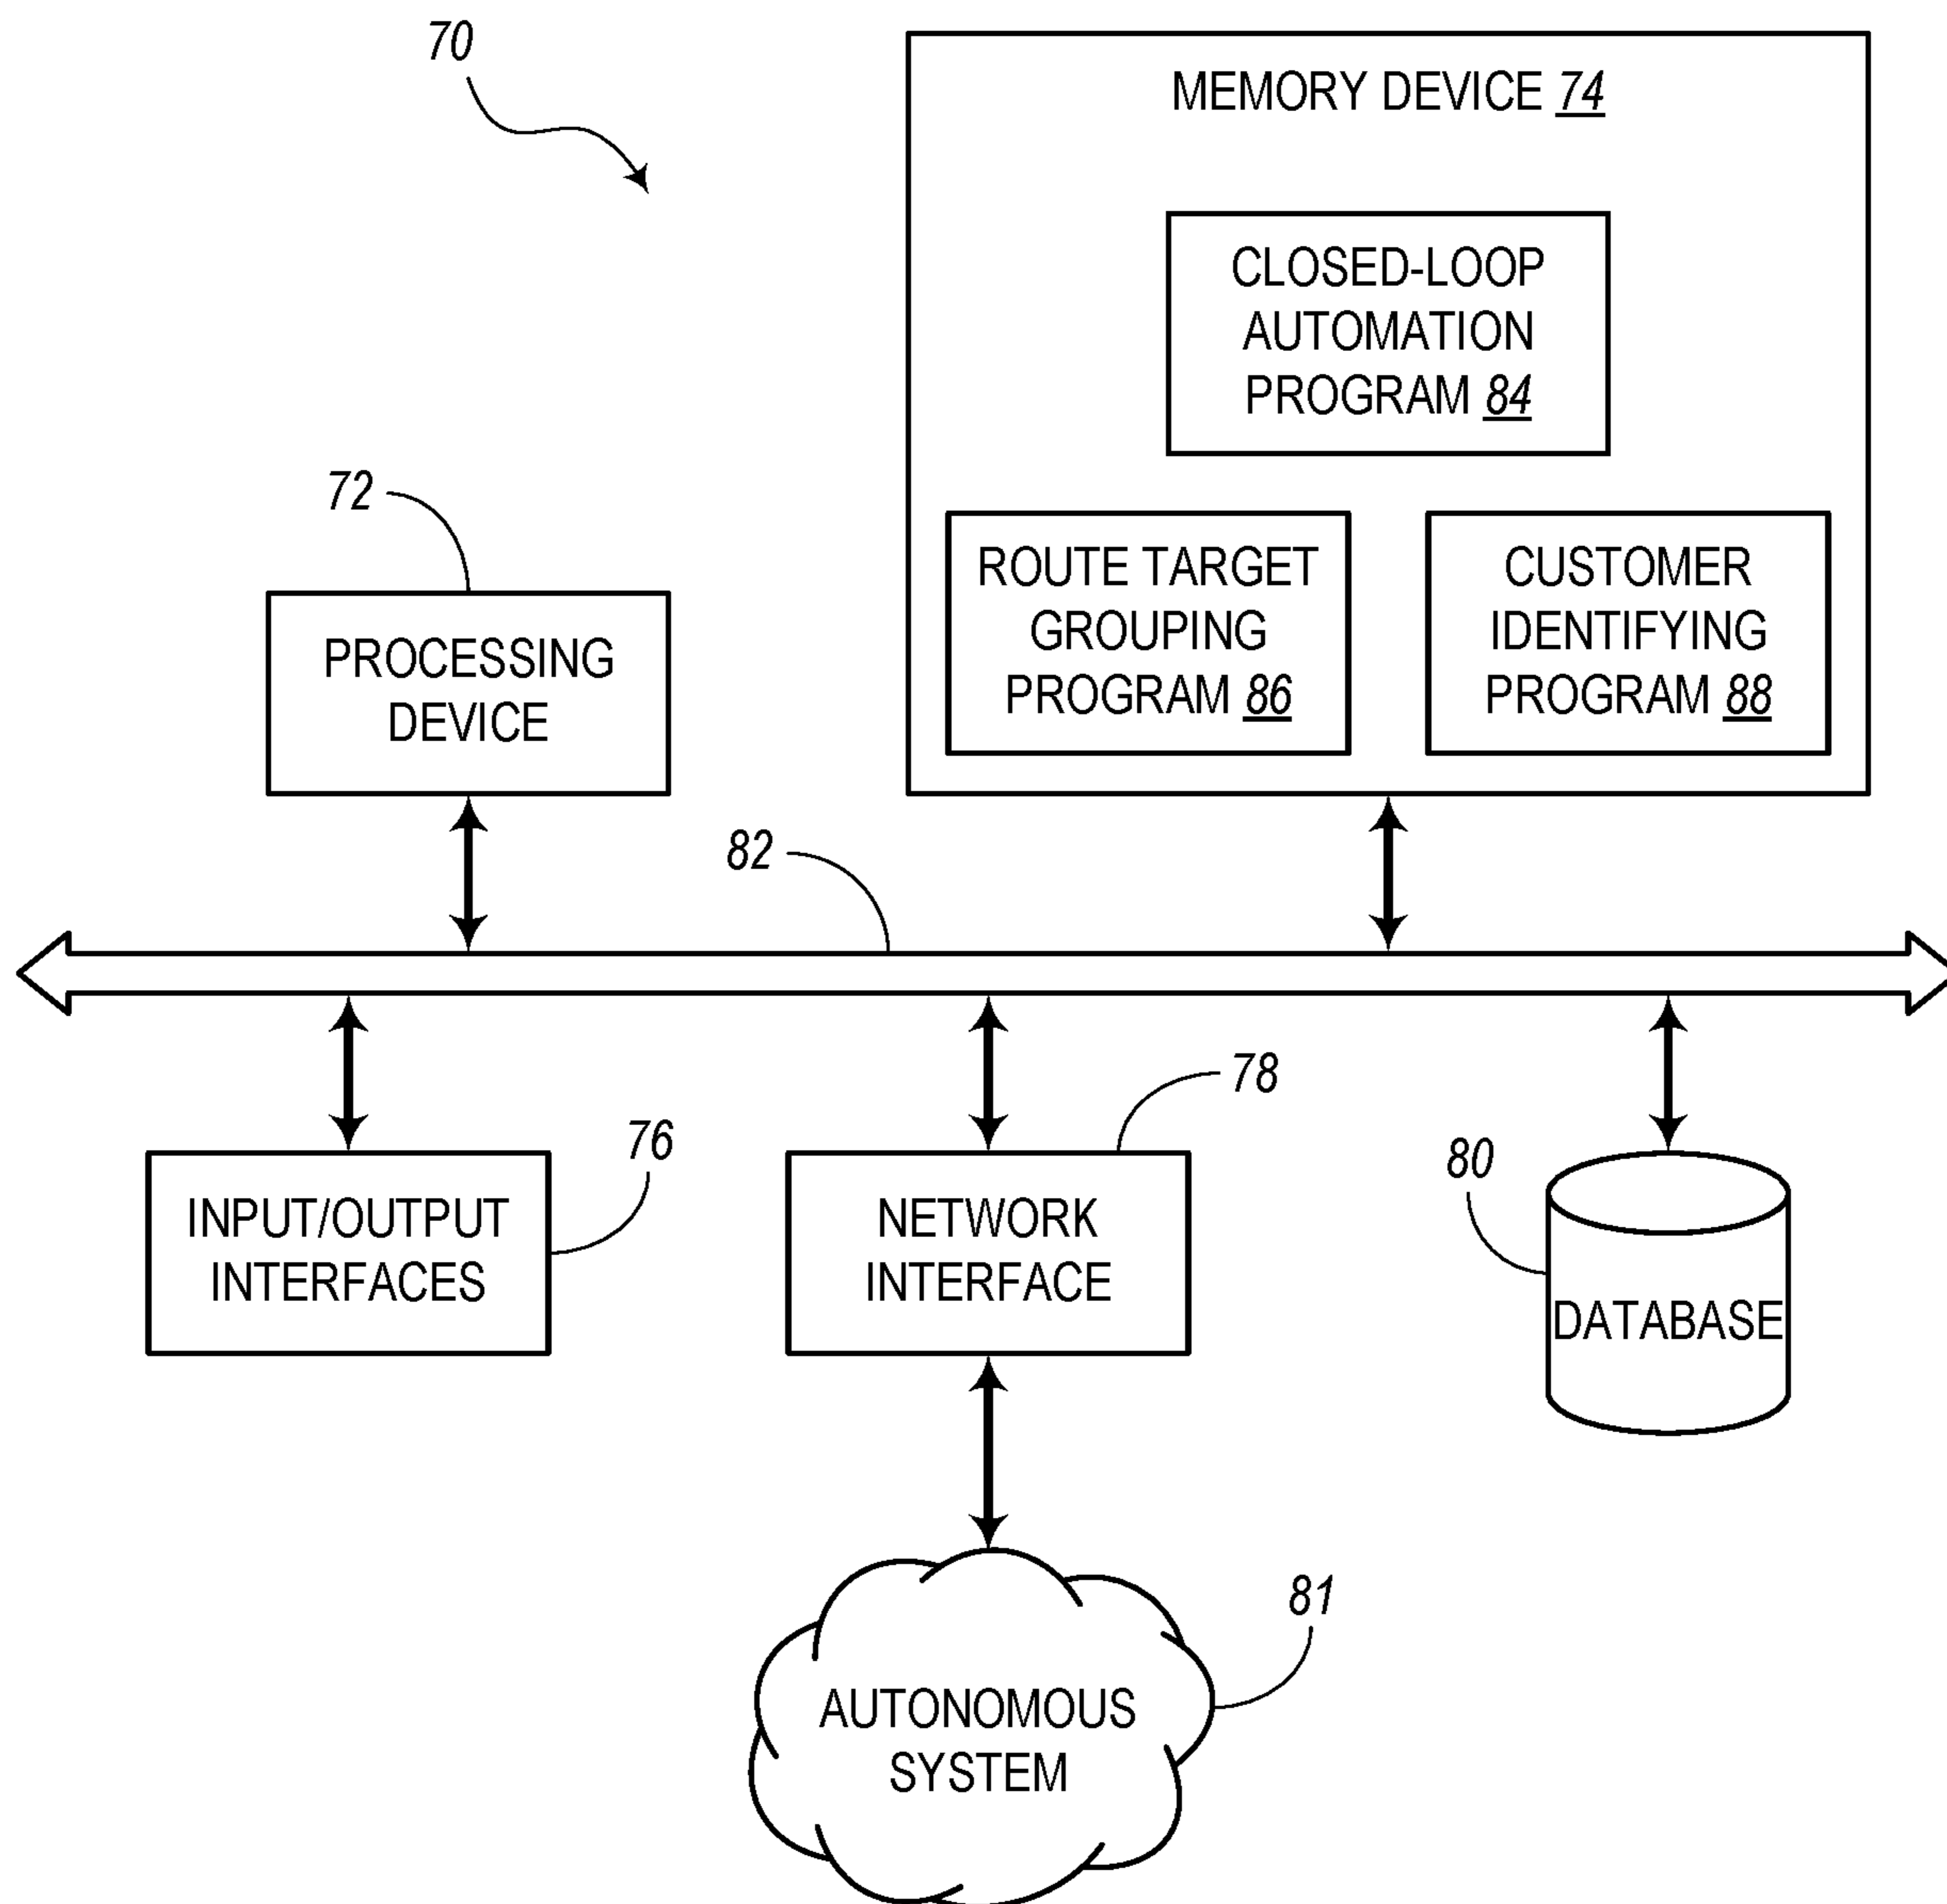 70
MEMORY DEVICE 74
CLOSED-LOOP
AUTOMATION
PROGRAM 84
72
ROUTE TARGET
GROUPING
PROGRAM 86
CUSTOMER
IDENTIFYING
PROGRAM 88
PROCESSING
DEVICE
82
78
76
80
INPUT/OUTPUT
INTERFACES
NETWORK
INTERFACE
DATABASE
81
AUTONOMOUS
SYSTEM